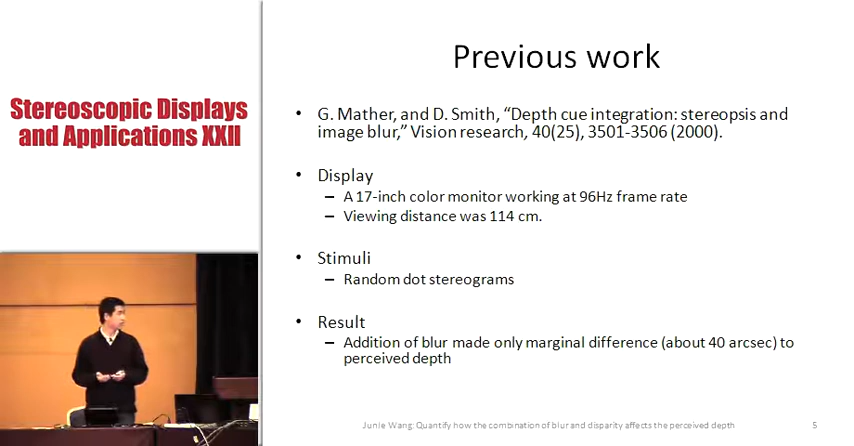 Stereoscopic Displays
and Applications XXII
Previous work
• G. Mather, and D. Smith, “Depth cue integration: stereopsis and
image blur,” Vision research, 40(25), 3501-3506 (2000).
• Display
– A 17-inch color monitor working at 96Hz frame rate
– Viewing distance was 114 cm.
• Stimuli
– Random dot stereograms
• Result
– Addition of blur made only marginal difference (about 40 arcsec) to
perceived depth
Junle Wang: Quantify how the combination of blur and disparity affects the perceived depth
5